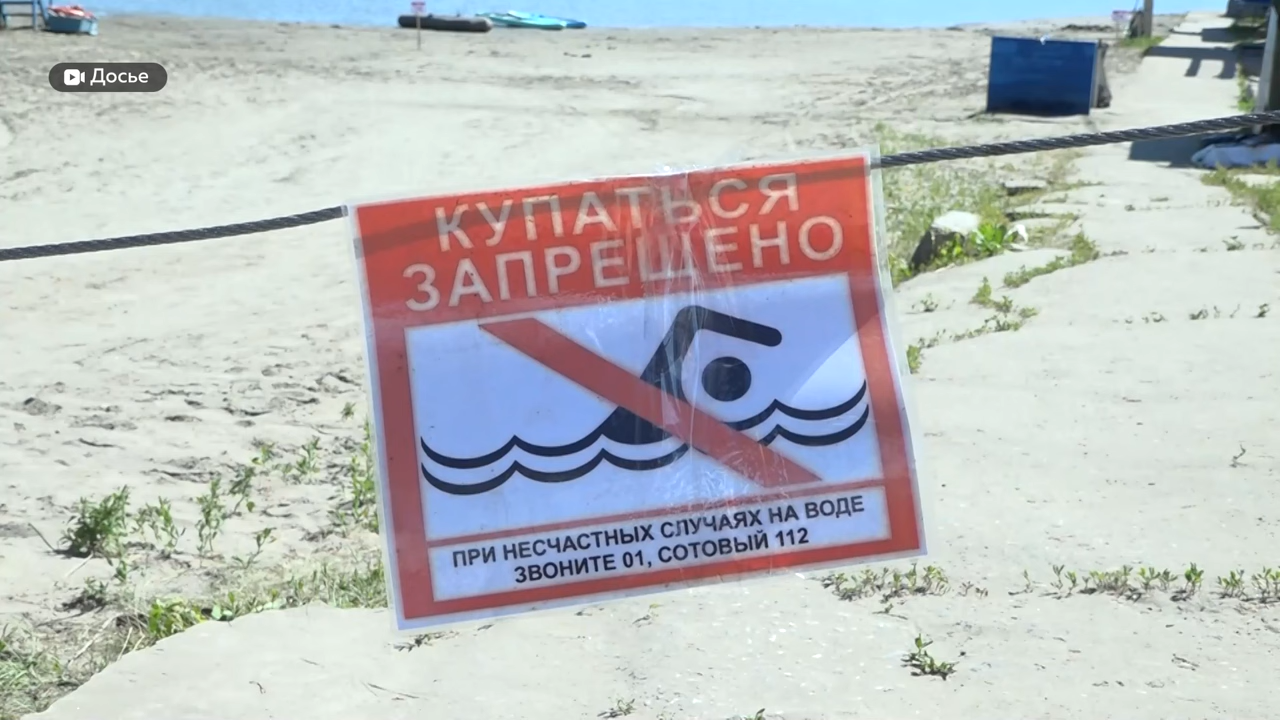 Досье
КУПАТЬСЯ
ЗАПРЕЩЕНО
ПРИ НЕСЧАСТНЫХ СЛУЧАЯХ НА ВОДЕ
ЗВОНИТЕ 01, СОТОВЫЙ 112